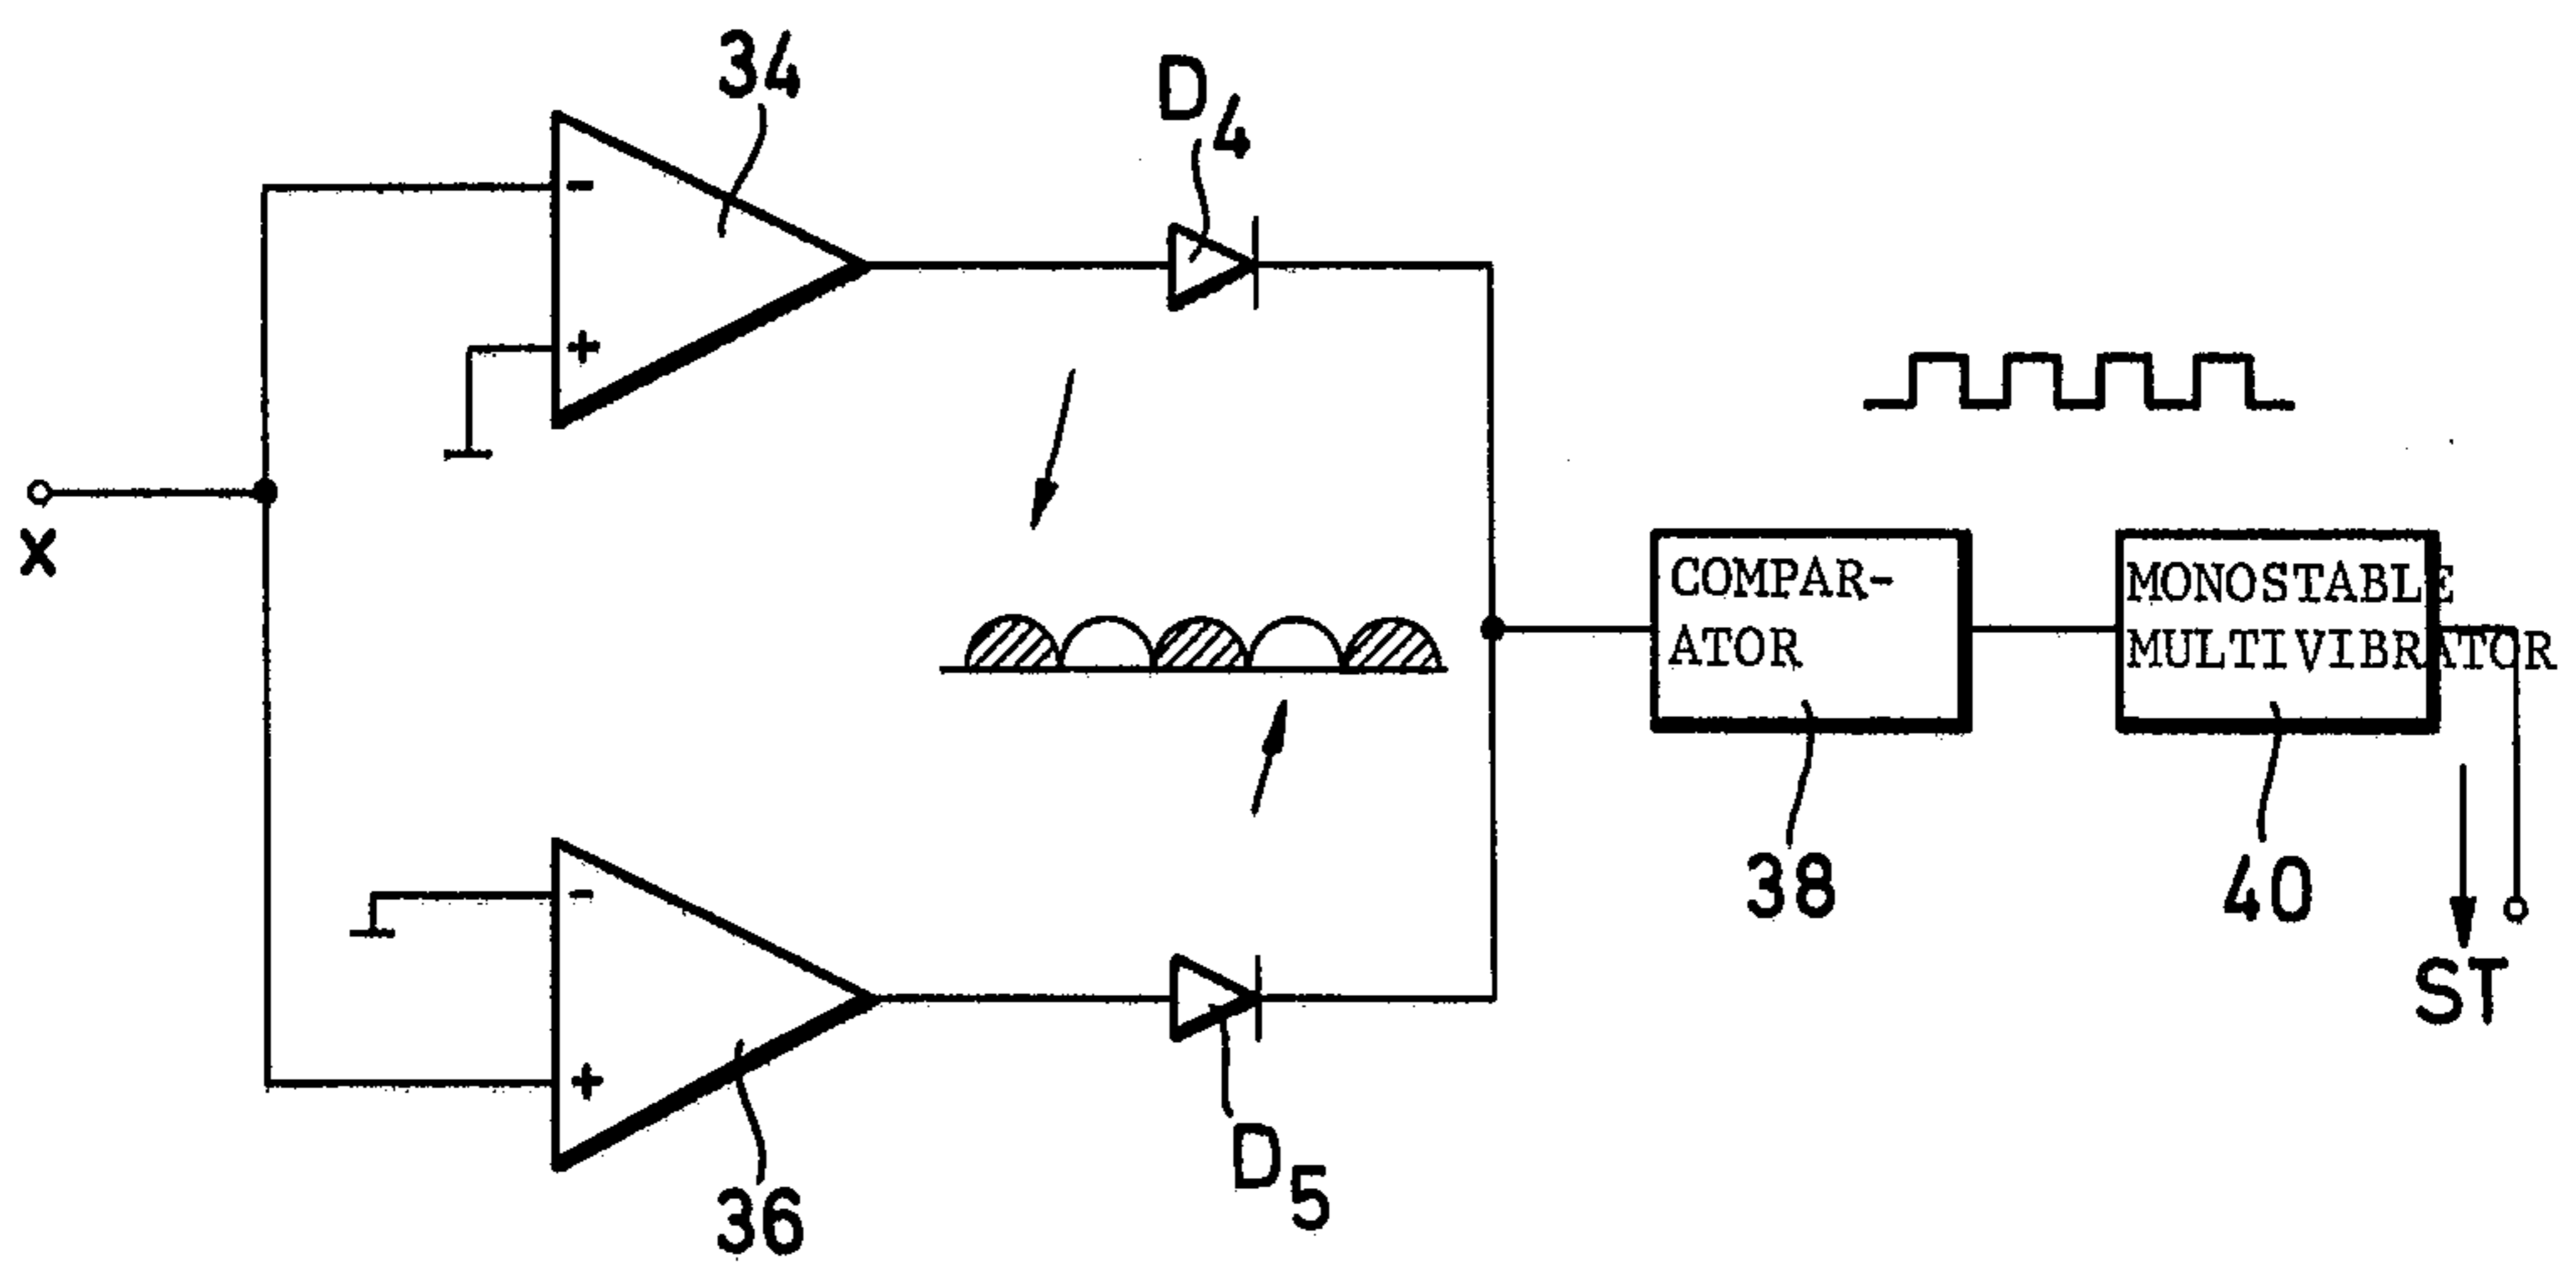 34
D4
-
+
X
COMPAR-
ATOR
MONOSTABLE
MULTIVIBRATOR
38
40
ST
-
+
D5
36